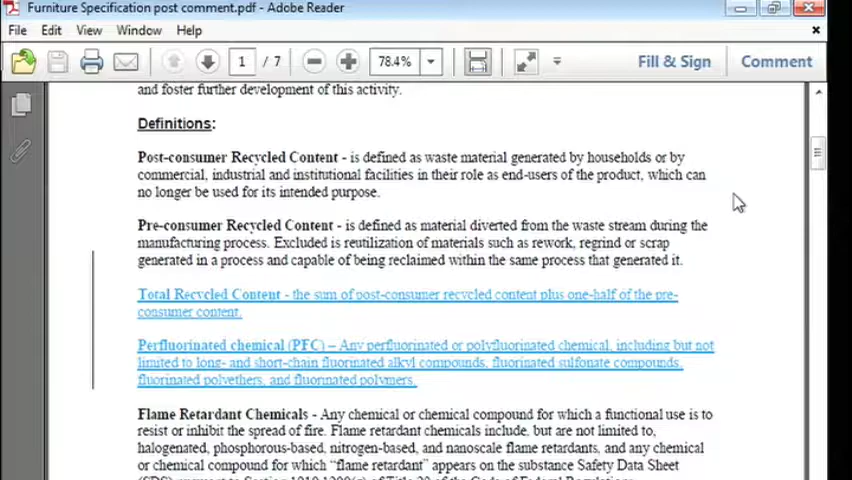 Furniture Specification post comment.pdf - Adobe Reader
File Edit View Window Help
1 / 7 78.4% Fill & Sign Comment
and foster further development of this activity.
Definitions:
Post-consumer Recycled Content - is defined as waste material generated by households or by
commercial, industrial and institutional facilities in their role as end-users of the product, which can
no longer be used for its intended purpose.
Pre-consumer Recycled Content - is defined as material diverted from the waste stream during the
manufacturing process. Excluded is reutilization of materials such as rework, regrind or scrap
generated in a process and capable of being reclaimed within the same process that generated it.
Total Recycled Content - the sum of post-consumer recycled content plus one-half of the pre-
consumer content.
Perfluorinated chemical (PFC) – Any perfluorinated or polyfluorinated chemical, including but not
limited to long- and short-chain fluorinated alkyl compounds, fluorinated sulfonate compounds,
fluorinated polyethers, and fluorinated polymers.
Flame Retardant Chemicals - Any chemical or chemical compound for which a functional use is to
resist or inhibit the spread of fire. Flame retardant chemicals include, but are not limited to,
halogenated, phosphorous-based, nitrogen-based, and nanoscale flame retardants, and any chemical
or chemical compound for which "flame retardant" appears on the substance Safety Data Sheet
of Title 29 of the Code of Federal Regulations